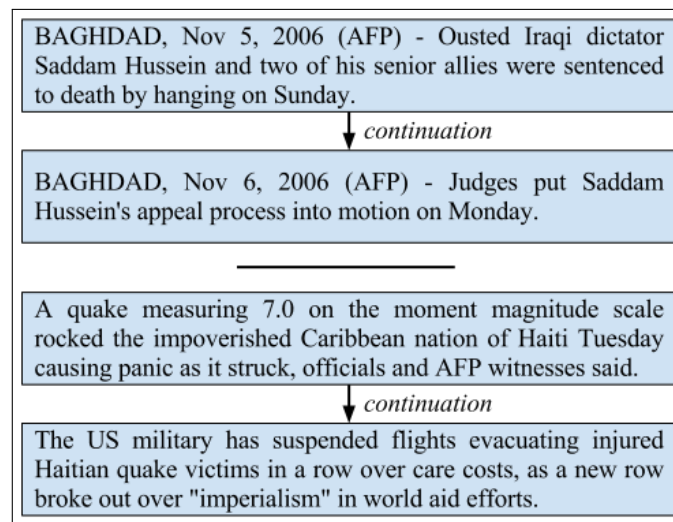 BAGHDAD, Nov 5, 2006 (AFP) - Ousted Iraqi dictator
Saddam Hussein and two of his senior allies were sentenced
to death by hanging on Sunday.
continuation
BAGHDAD, Nov 6, 2006 (AFP) - Judges put Saddam
Hussein's appeal process into motion on Monday.
A quake measuring 7.0 on the moment magnitude scale
rocked the impoverished Caribbean nation of Haiti Tuesday
causing panic as it struck, officials and AFP witnesses said.
continuation
The US military has suspended flights evacuating injured
Haitian quake victims in a row over care costs, as a new row
broke out over "imperialism" in world aid efforts.